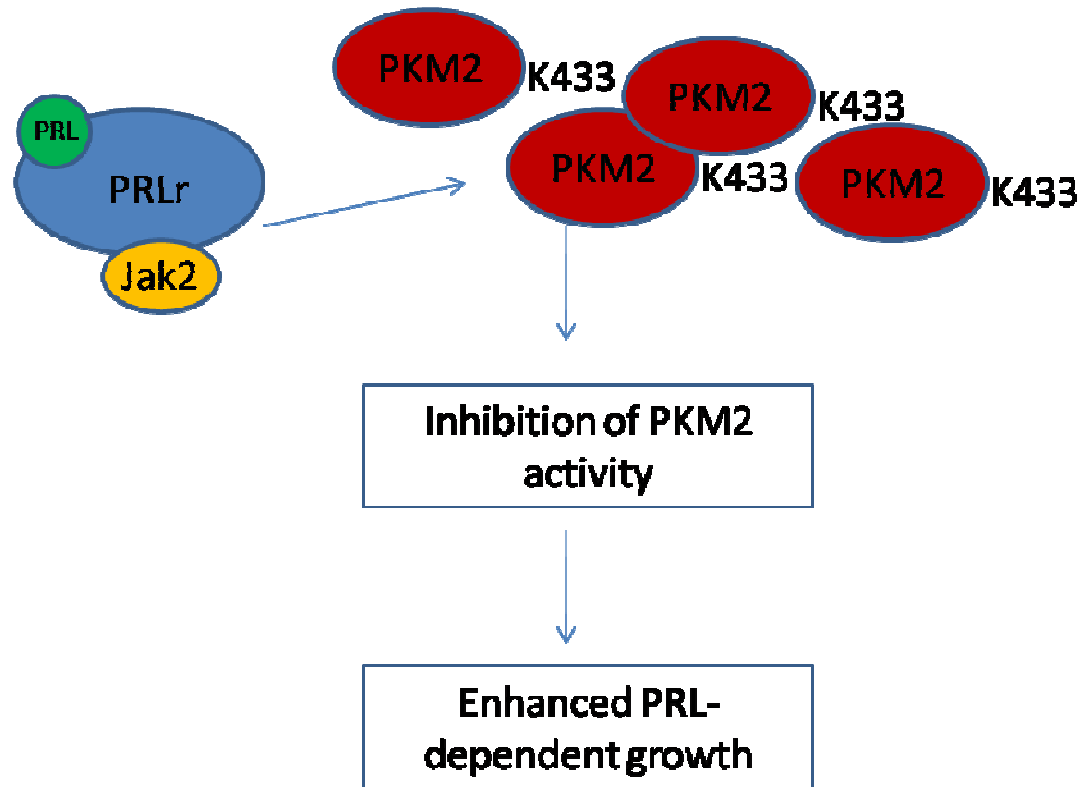 PKM2
K433
PKM2
K433
PRL
PRLr
Jak2
PKM2
K433
PKM2
K433
Inhibition of PKM2
activity
Enhanced PRL-
dependent growth